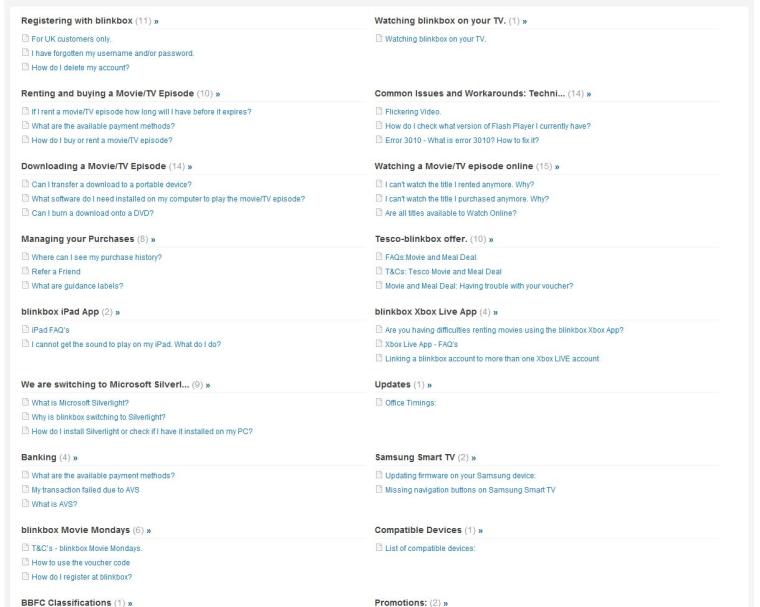 Registering with blinkbox (11) »
For UK customers only.
I have forgotten my username and/or password.
How do I delete my account?
Watching blinkbox on your TV. (1) »
Watching blinkbox on your TV.
Renting and buying a Movie/TV Episode (10) »
If I rent a movie/TV episode how long will I have before it expires?
What are the available payment methods?
How do I buy or rent a movie/TV episode?
Common Issues and Workarounds: Techni... (14) »
Flickering Video.
How do I check what version of Flash Player I currently have?
Error 3010 - What is error 3010? How to fix it?
Downloading a Movie/TV Episode (14) »
Can I transfer a download to a portable device?
What software do I need installed on my computer to play the movie/TV episode?
Can I burn a download onto a DVD?
Watching a Movie/TV episode online (15) »
I can't watch the title I rented anymore. Why?
I can't watch the title I purchased anymore. Why?
Are all titles available to Watch Online?
Managing your Purchases (8) »
Where can I see my purchase history?
Refer a Friend
What are guidance labels?
Tesco-blinkbox offer. (10) »
FAQs:Movie and Meal Deal
T&Cs: Tesco Movie and Meal Deal
Movie and Meal Deal: Having trouble with your voucher?
blinkbox iPad App (2) »
iPad FAQ's
I cannot get the sound to play on my iPad. What do I do?
blinkbox Xbox Live App (4) »
Are you having difficulties renting movies using the blinkbox Xbox App?
Xbox Live App - FAQ's
Linking a blinkbox account to more than one Xbox LIVE account
We are switching to Microsoft Silverl... (9) »
What is Microsoft Silverlight?
Why is blinkbox switching to Silverlight?
How do I install Silverlight or check if I have it installed on my PC?
Updates (1) »
Office Timings:
Banking (4) »
What are the available payment methods?
My transaction failed due to AVS
What is AVS?
Samsung Smart TV (2) »
Updating firmware on your Samsung device:
Missing navigation buttons on Samsung Smart TV
blinkbox Movie Mondays (6) »
T&C's - blinkbox Movie Mondays.
How to use the voucher code
How do I register at blinkbox?
Compatible Devices (1) »
List of compatible devices:
BBFC Classifications (1) »
Promotions: (2) »